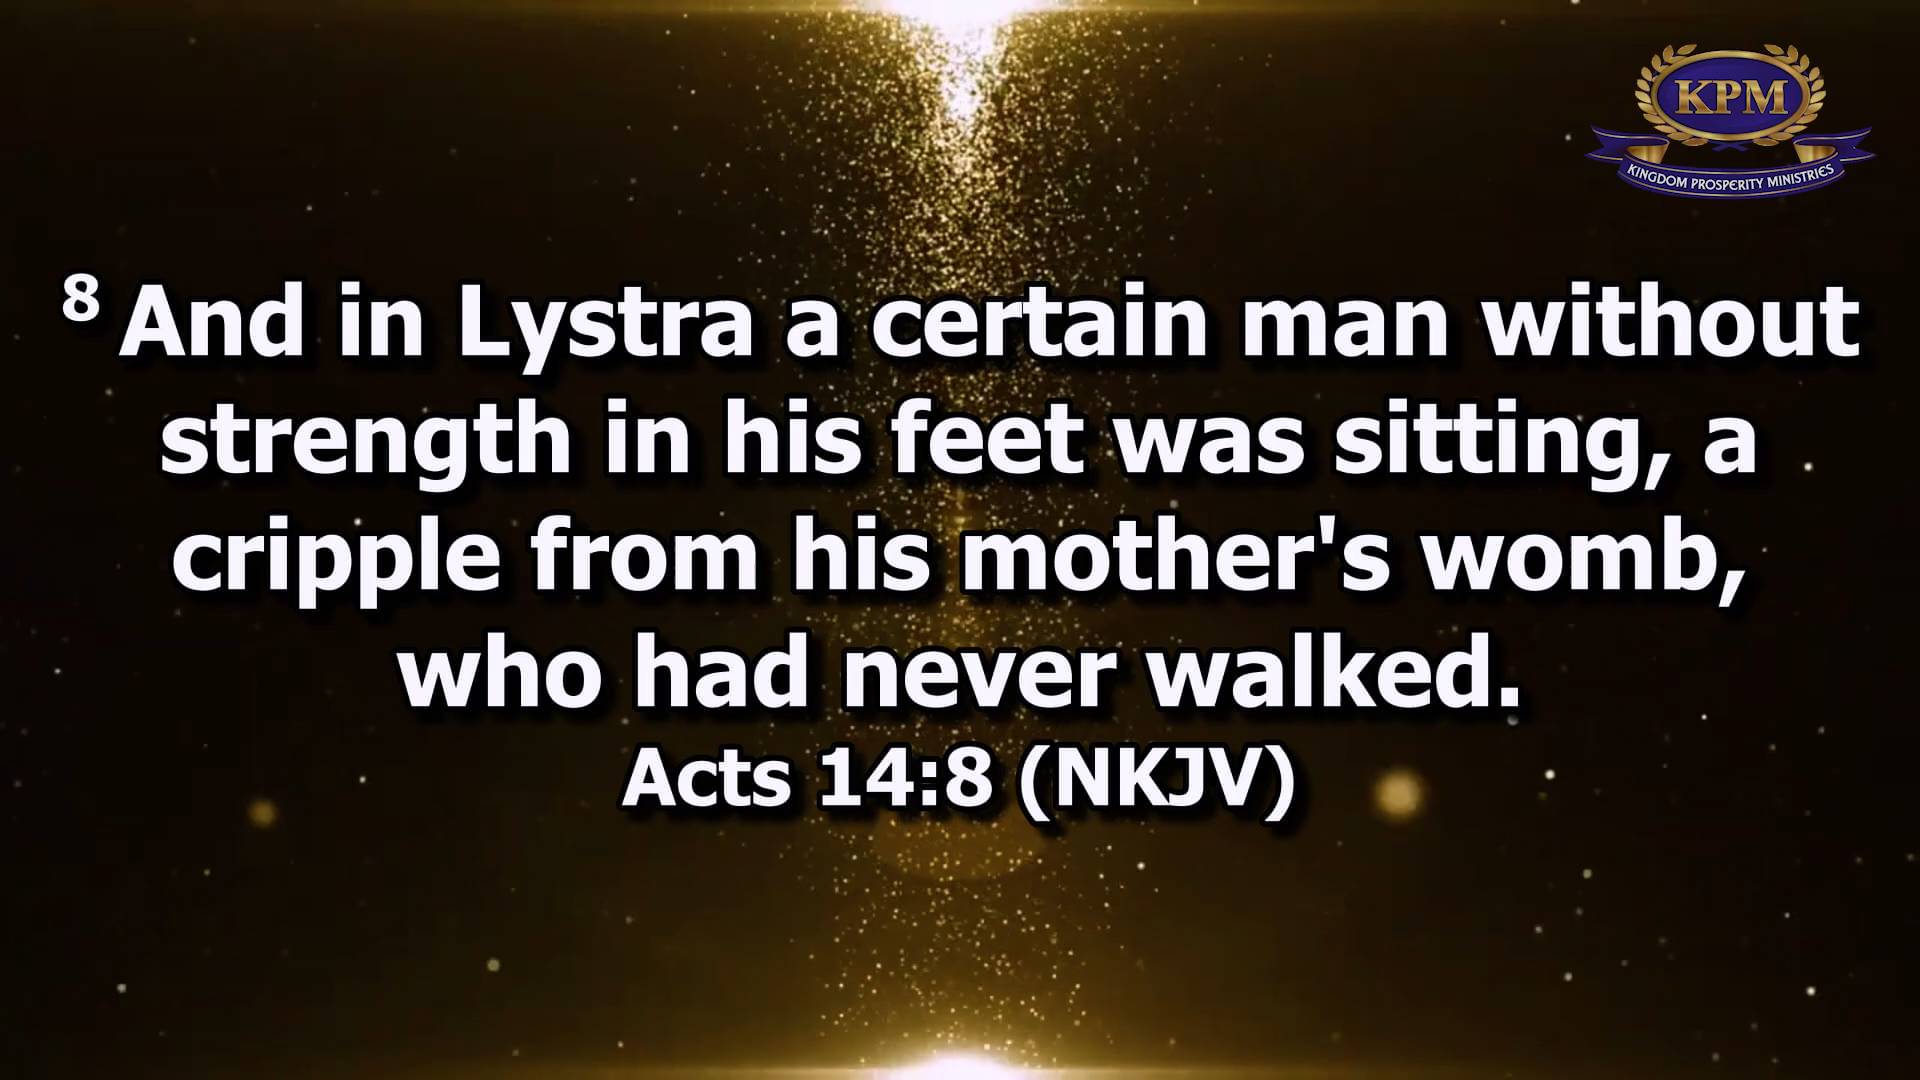 KPM
KINGDOM PROSPERITY MINISTRIES
8 And in Lystra a certain man without
strength in his feet was sitting, a
cripple from his mother's womb,
who had never walked.
Acts 14:8 (NKJV)